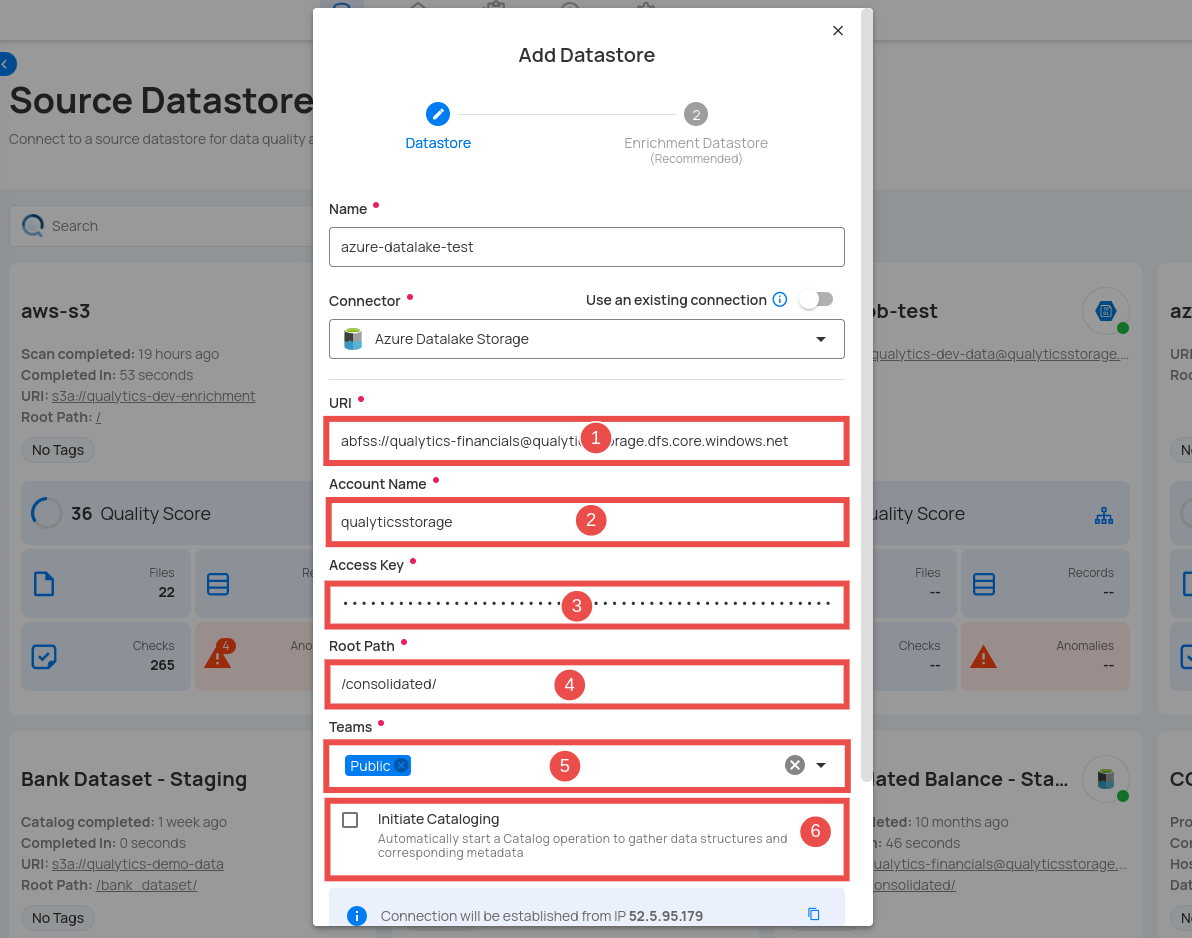 Add Datastore
2
Datastore
Enrichment Datastore
(Recommended)
Name
azure-datalake-test
Connector
Use an existing connection
Azure Datalake Storage
URI
abfss://qualytics-financials@qualyti 1 rage.dfs.core.windows.net
Account Name
qualyticsstorage
2
Access Key
3
Root Path
/consolidated/
4
Teams
Public
5
Initiate Cataloging
Automatically start a Catalog operation to gather data structures and
corresponding metadata
6
Connection will be established from IP 52.5.95.179
Source Datastore
Connect to a source datastore for data quality a
Search
aws-s3
Scan completed: 19 hours ago
Completed In: 53 seconds
URI: s3a://qualytics-dev-enrichment
Root Path: /
No Tags
36 Quality Score
Files
22
Re
Checks
265
4
Ano
Bank Dataset - Staging
Catalog completed: 1 week ago
Completed In: 0 seconds
URI: s3a://qualytics-demo-data
Root Path: /bank_dataset/
No Tags
ob-test
qualytics-dev-data@qualyticsstorage....
uality Score
Files
--
Records
--
Checks
--
Anomalies
--
lated Balance - Sta...
leted: 10 months ago
n: 46 seconds
ualytics-financials@qualyticsstorage....
onsolidated/
az
URI
Roo
No
CO
Pro
Cor
Hos
Dat
No